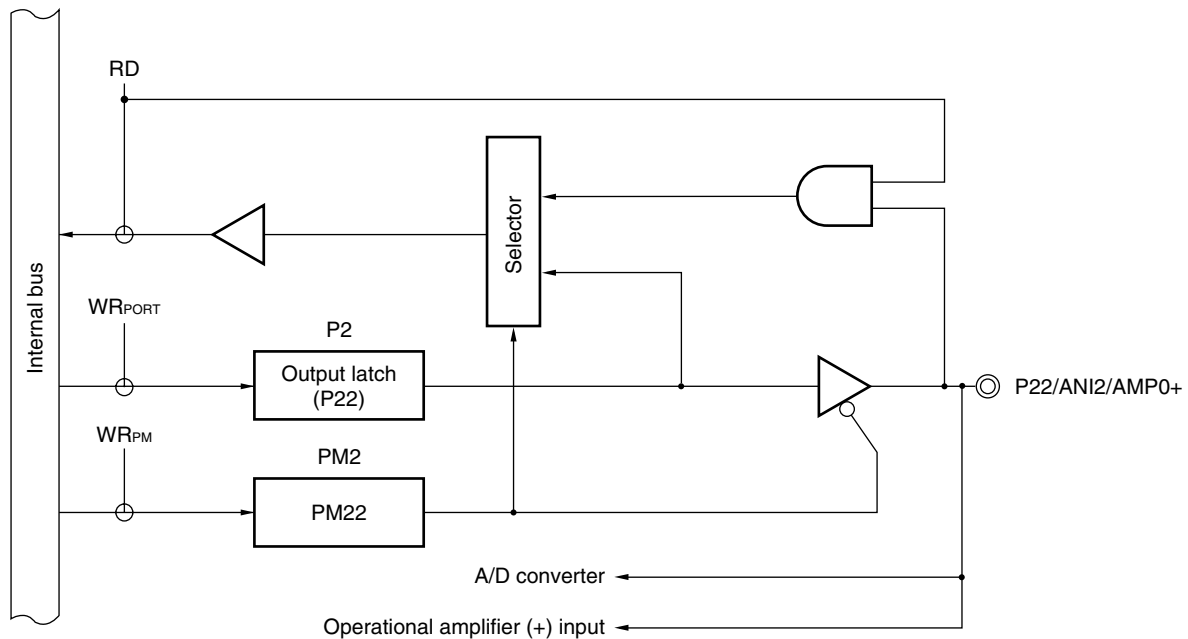 RD
Internal bus
Selector
WRPORT
P2
Output latch
(P22)
P22/ANI2/AMP0+
WRPM
PM2
PM22
A/D converter
Operational amplifier (+) input